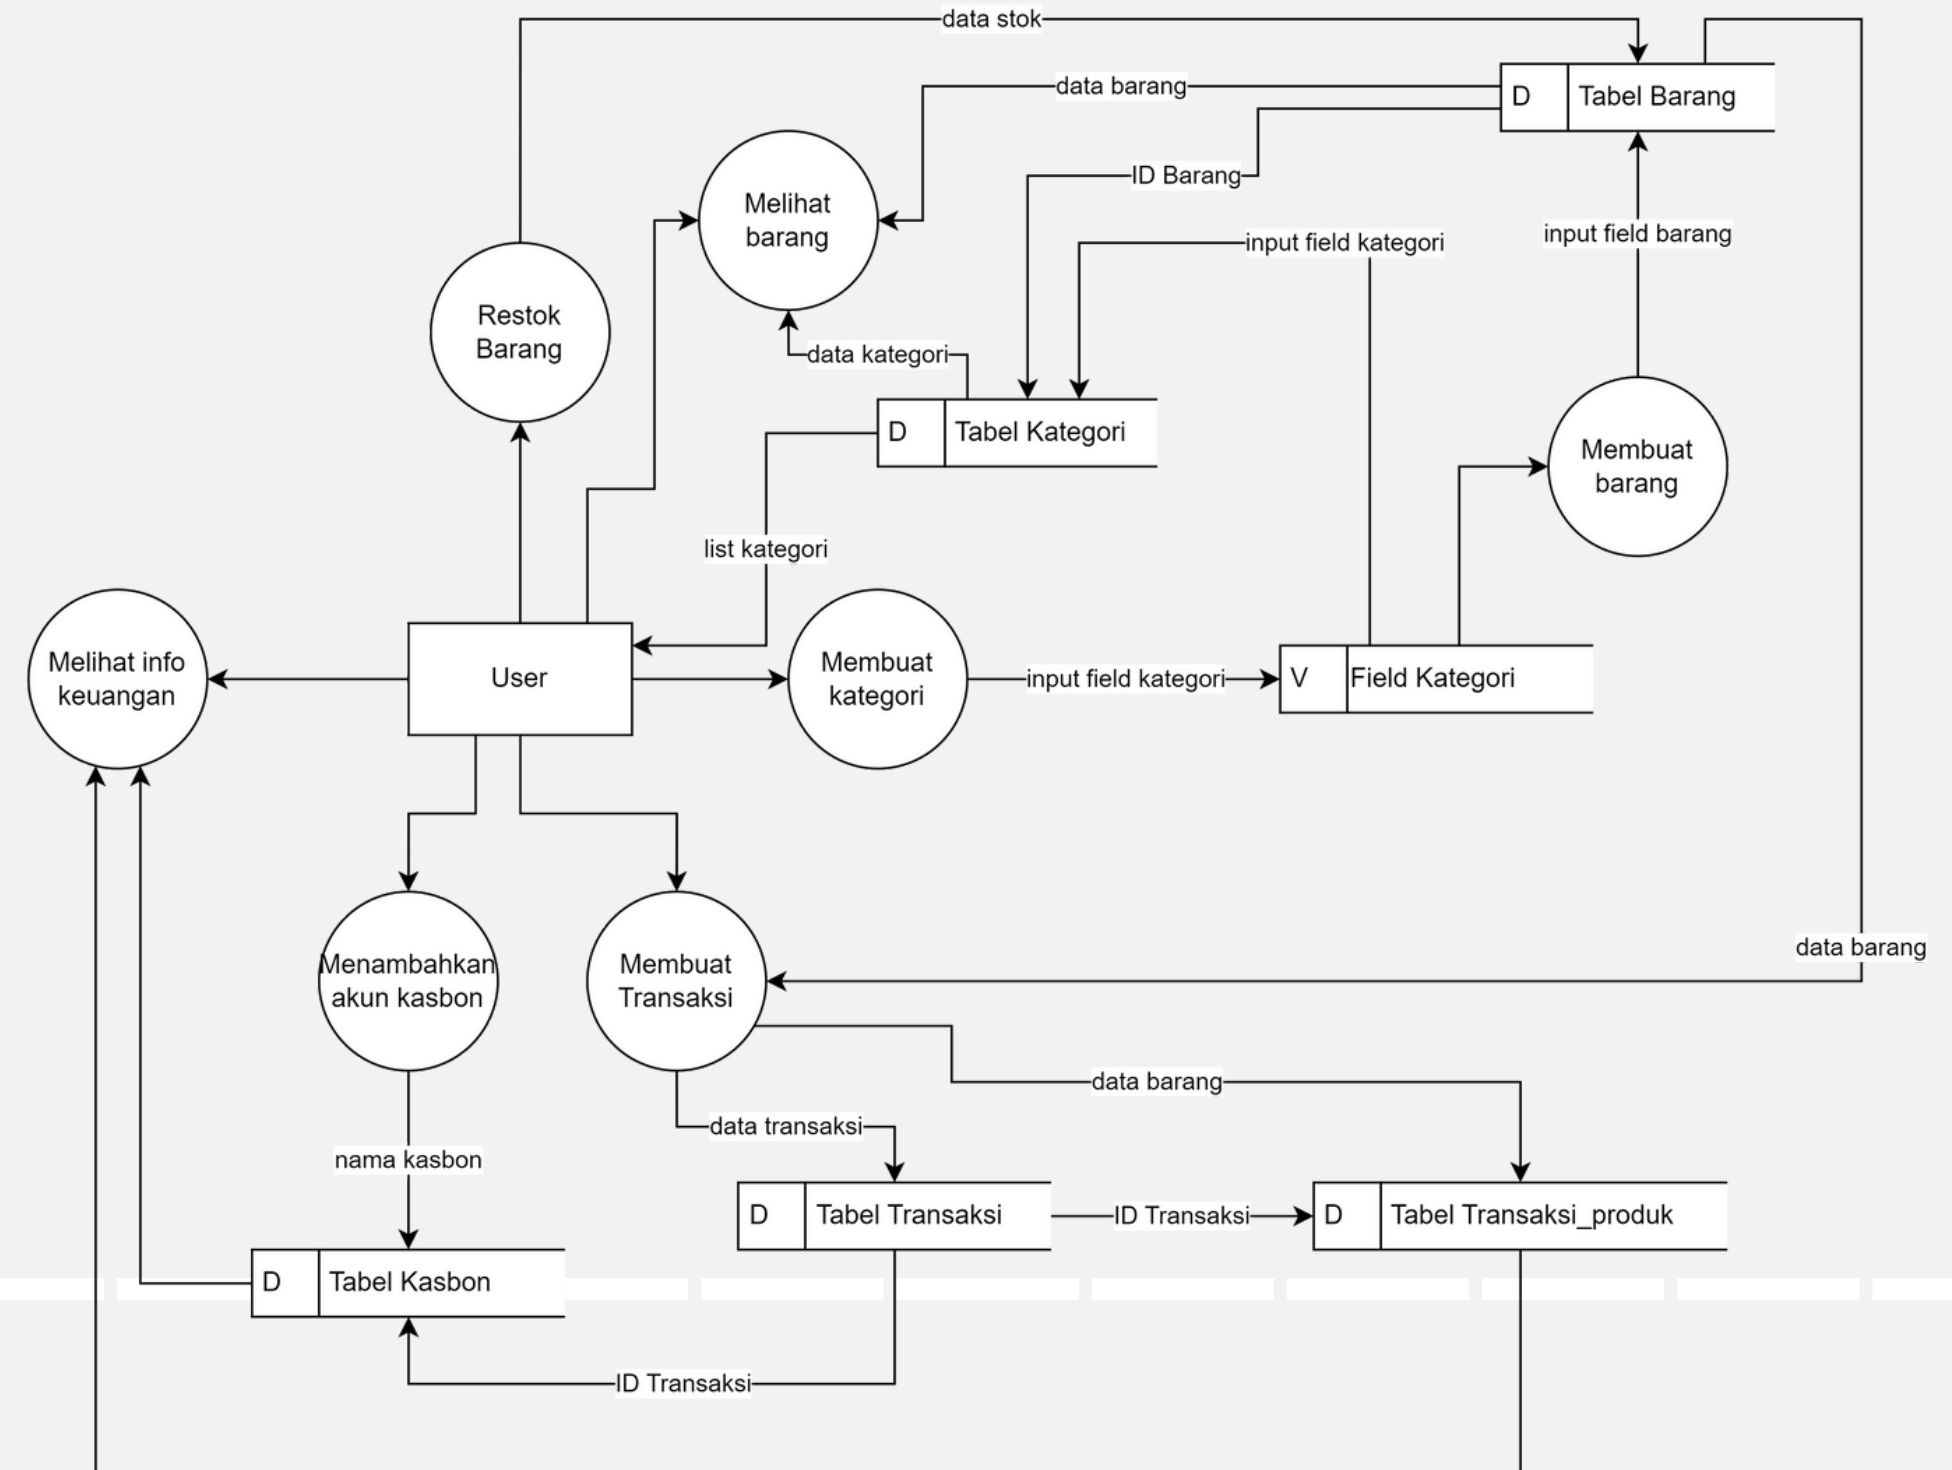 data stok
data barang
D
Tabel Barang
ID Barang
Melihat
barang
input field barang
input field kategori
Restok
Barang
data kategori
D
Tabel Kategori
Membuat
barang
list kategori
Melihat info
keuangan
User
Membuat
kategori
input field kategori
V
Field Kategori
data barang
Menambahkan
akun kasbon
Membuat
Transaksi
data barang
data transaksi
nama kasbon
D
Tabel Transaksi
ID Transaksi
D
Tabel Transaksi_produk
D
Tabel Kasbon
ID Transaksi